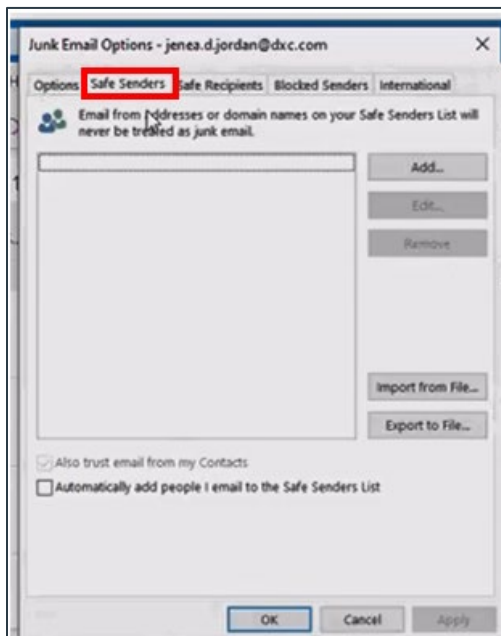 Junk Email Options - jenea.d.jordan@dxc.com
Options Safe Senders Safe Recipients Blocked Senders International
Email from addresses or domain names on your Safe Senders List will
never be treated as junk email.
Add...
Edit...
Remove
Import from File...
Export to File...
Also trust email from my Contacts
Automatically add people I email to the Safe Senders List
OK Cancel Apply